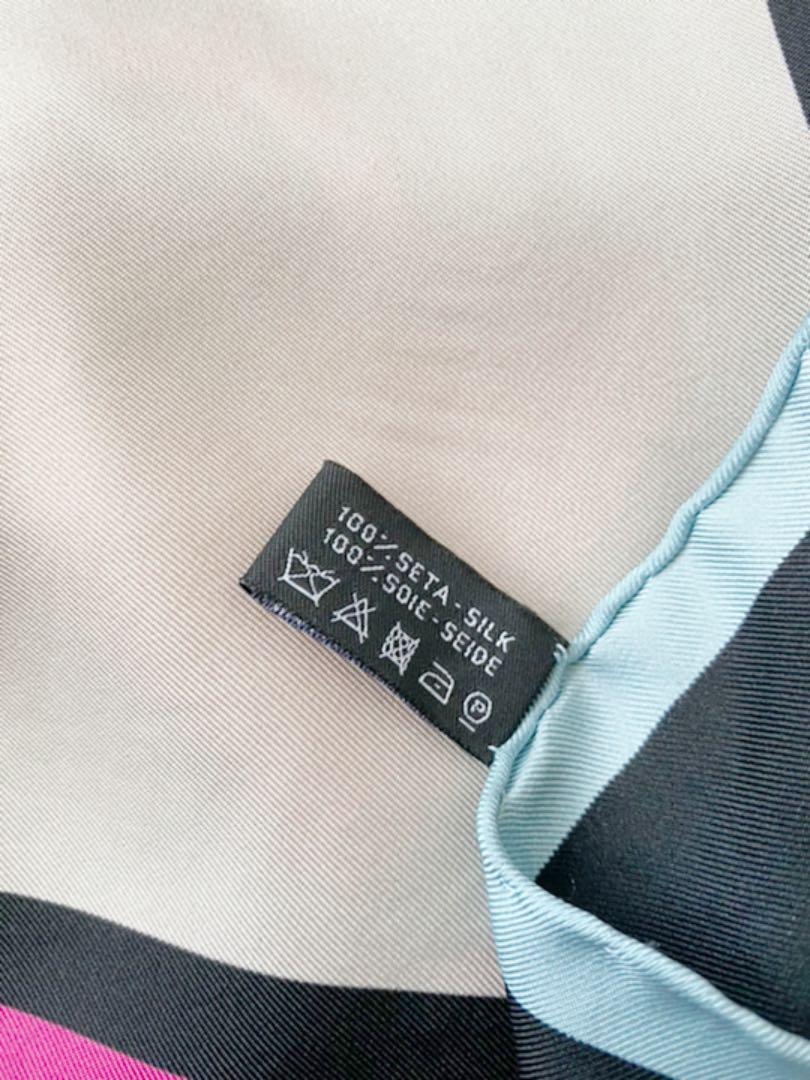 100% SETA - SILK
100% SOIE - SEIDE
P